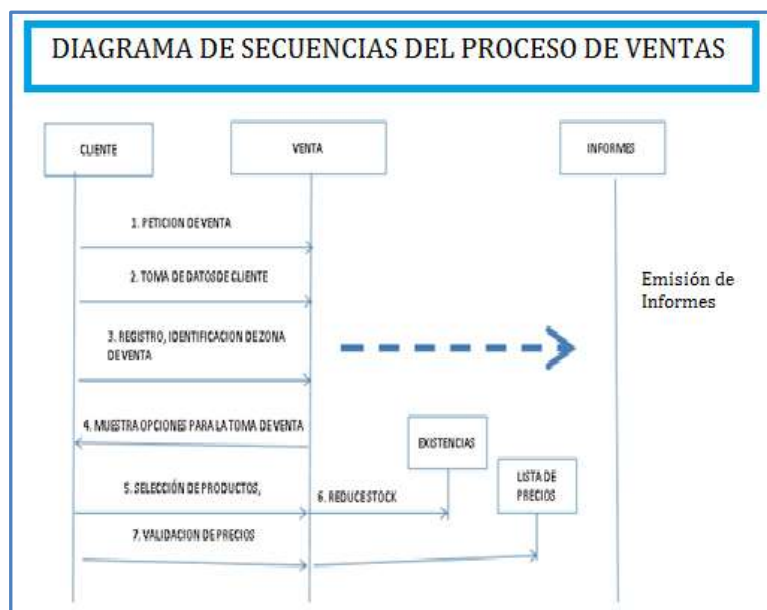 DIAGRAMA DE SECUENCIAS DEL PROCESO DE VENTAS
CLIENTE
VENTA
INFORMES
1. PETICION DE VENTA
2. TOMA DE DATOS DE CLIENTE
Emisión de
Informes
3. REGISTRO, IDENTIFICACION DE ZONA
DE VENTA
4. MUESTRA OPCIONES PARA LA TOMA DE VENTA
EXISTENCIAS
LISTA DE
PRECIOS
5. SELECCIÓN DE PRODUCTOS,
6. REDUCE STOCK
7. VALIDACION DE PRECIOS